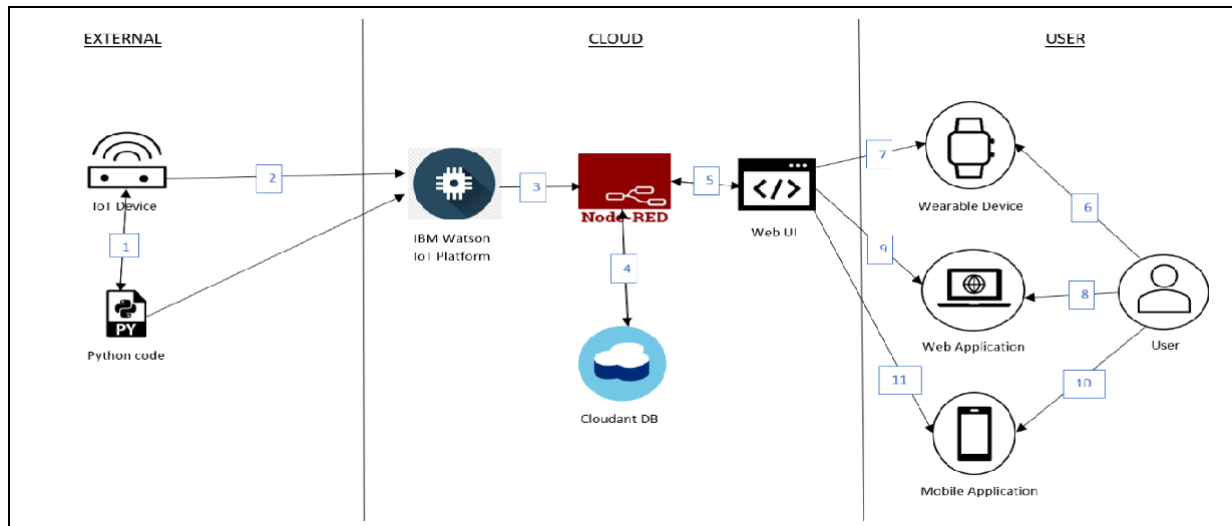 EXTERNAL
CLOUD
USER
IoT Device
1
2
PY
Python code
IBM Watson
IoT Platform
3
Node-RED
4
Cloudant DB
5
</>
Web UI
7
9
11
Wearable Device
6
Web Application
8
User
10
Mobile Application